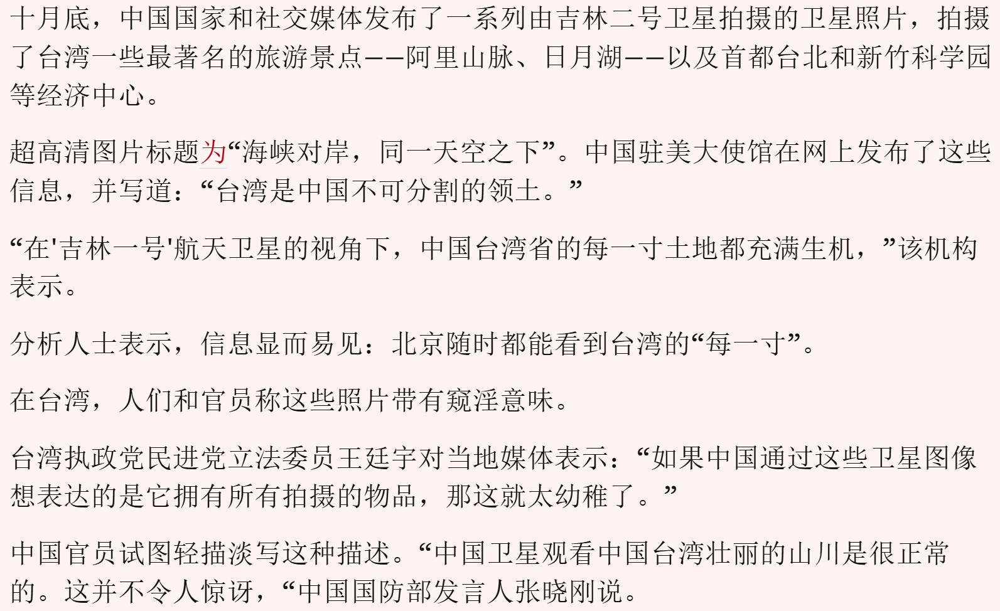 十月底，中国国家和社交媒体发布了一系列由吉林二号卫星拍摄的卫星照片，拍摄
了台湾一些最著名的旅游景点——阿里山脉、日月湖——以及首都台北和新竹科学园
等经济中心。
超高清图片标题为“海峡对岸，同一天空之下”。中国驻美大使馆在网上发布了这些
信息，并写道：“台湾是中国不可分割的领土。”
“在'吉林一号'航天卫星的视角下，中国台湾省的每一寸土地都充满生机，”该机构
表示。
分析人士表示，信息显而易见：北京随时都能看到台湾的“每一寸”。
在台湾，人们和官员称这些照片带有窥淫意味。
台湾执政党民进党立法委员王廷宇对当地媒体表示：“如果中国通过这些卫星图像
想表达的是它拥有所有拍摄的物品，那这就太幼稚了。”
中国官员试图轻描淡写这种描述。“中国卫星观看中国台湾壮丽的山川是很正常
的。这并不令人惊讶，“中国国防部发言人张晓刚说。